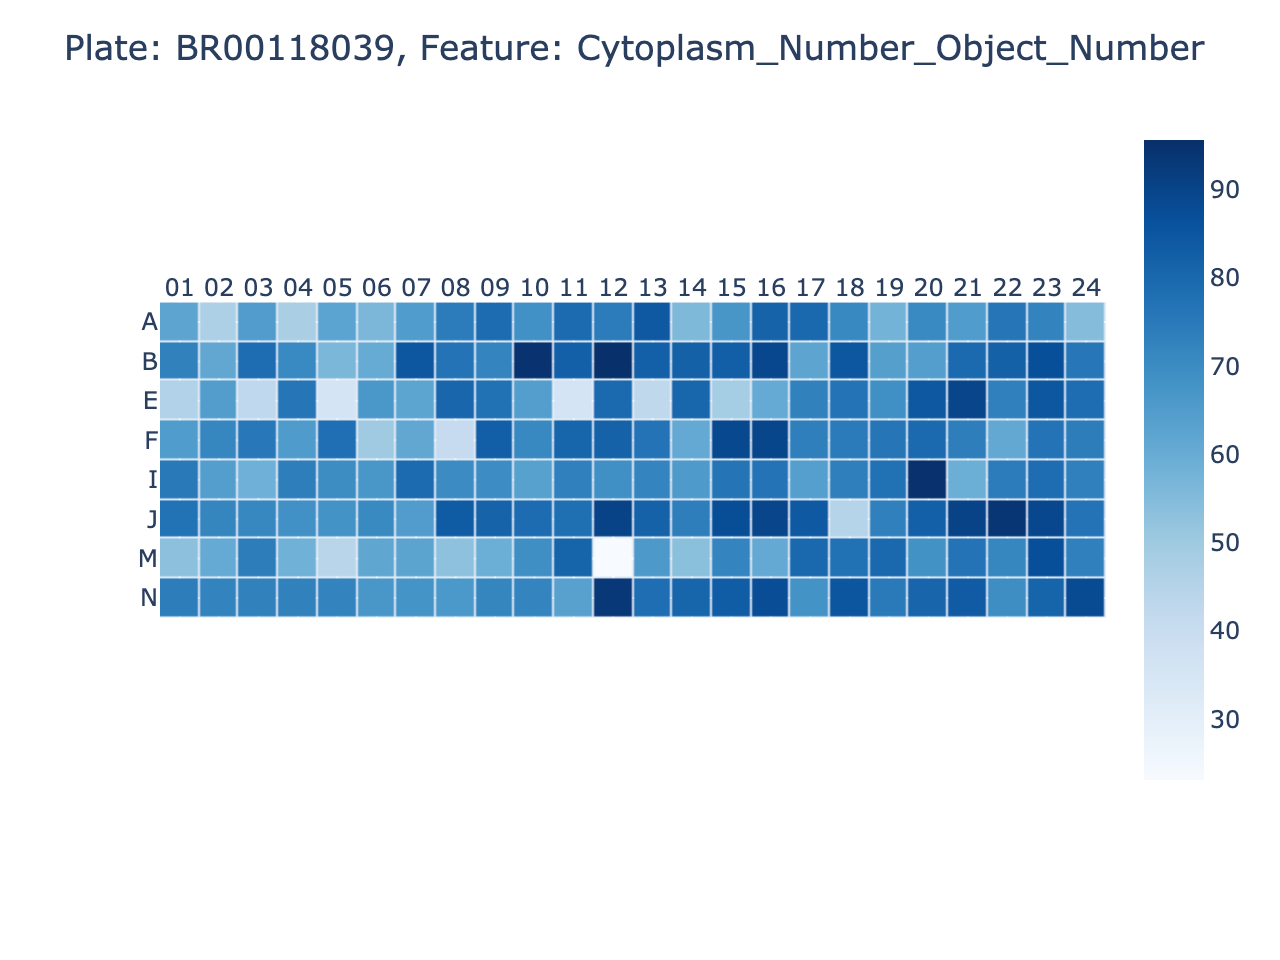 Plate: BR00118039, Feature: Cytoplasm_Number_Object_Number
01 02 03 04 05 06 07 08 09 10 11 12 13 14 15 16 17 18 19 20 21 22 23 24
A
B
E
F
I
J
M
N
90
80
70
60
50
40
30